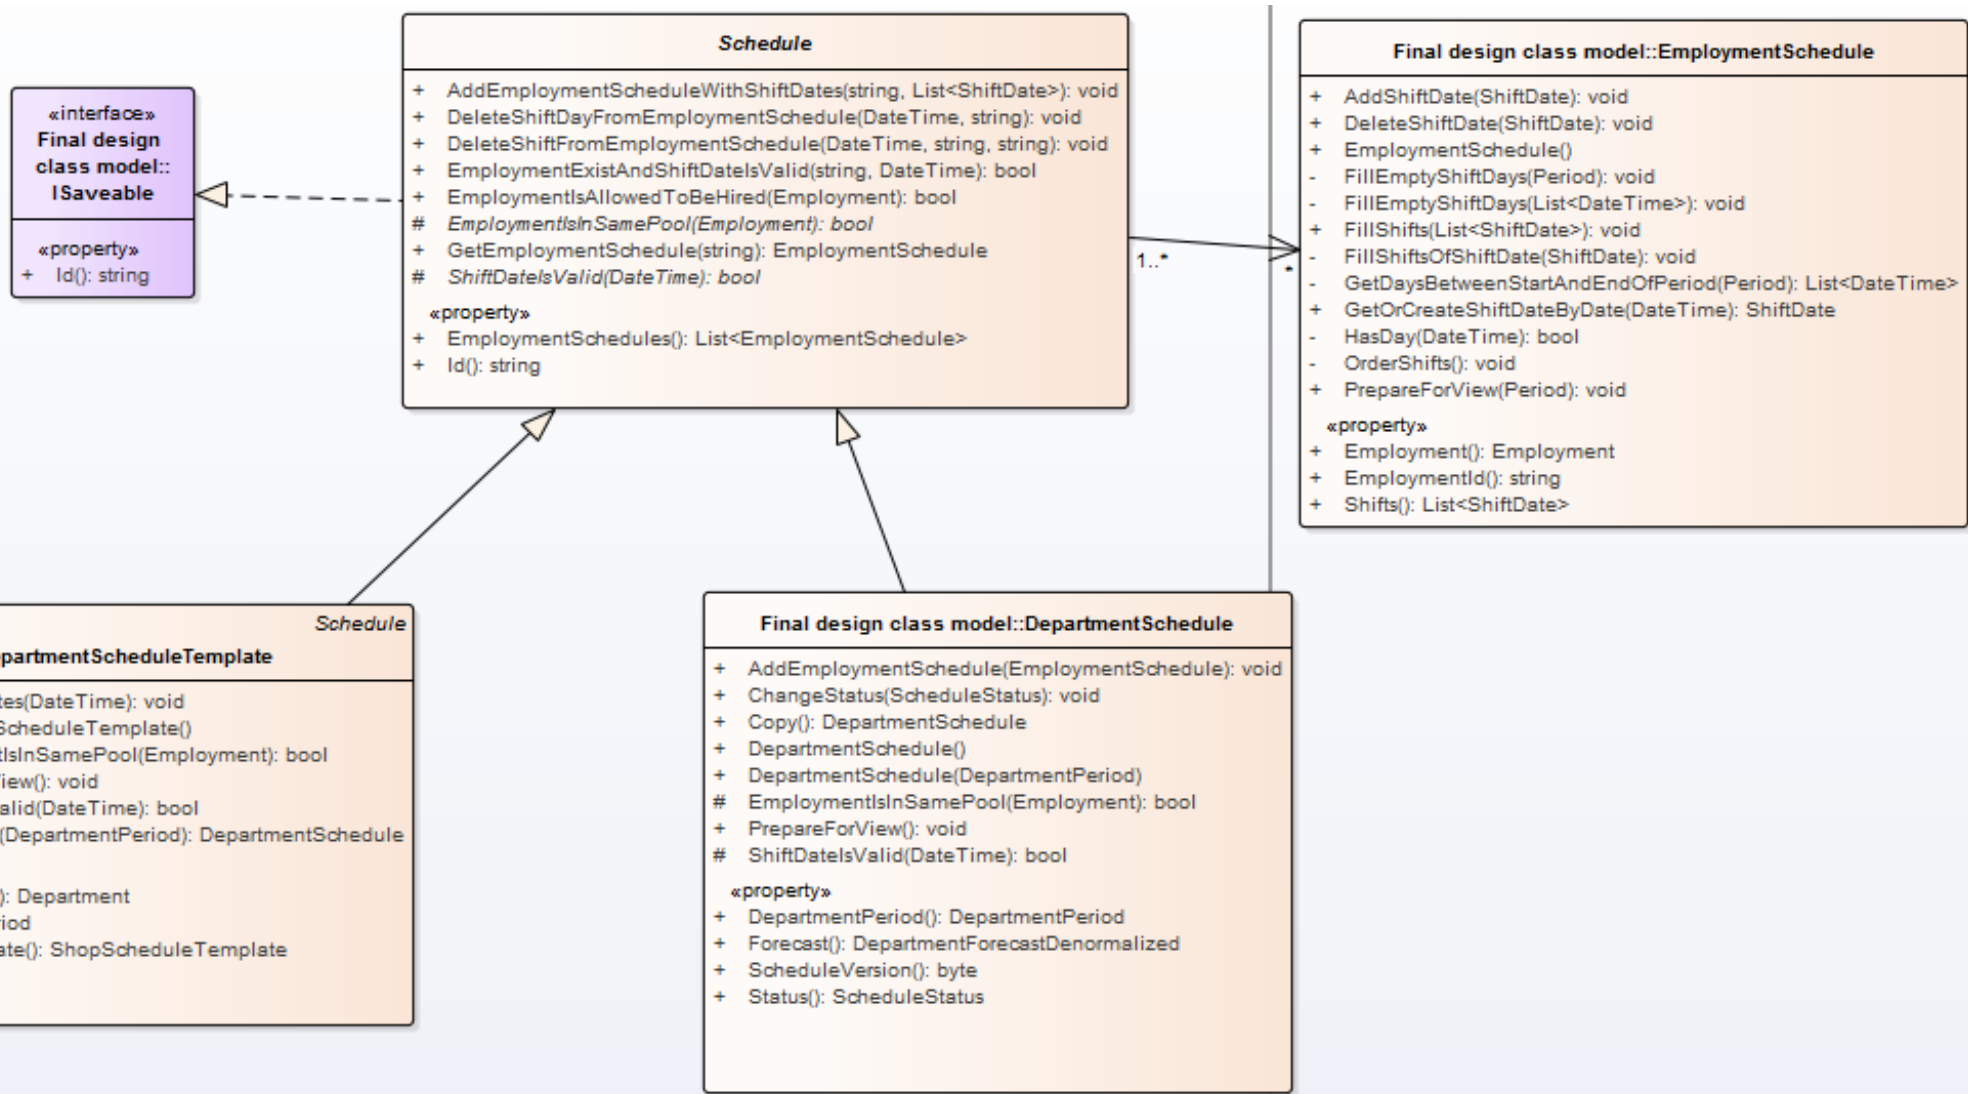 «interface»
Final design
class model::
ISaveable
«property»
+ Id(): string
Schedule
+ AddEmploymentScheduleWithShiftDates(string, List<ShiftDate>): void
+ DeleteShiftDayFromEmploymentSchedule(DateTime, string): void
+ DeleteShiftFromEmploymentSchedule(DateTime, string, string): void
+ EmploymentExistAndShiftDateIsValid(string, DateTime): bool
+ EmploymentIsAllowedToBeHired(Employment): bool
# EmploymentIsInSamePool(Employment): bool
+ GetEmploymentSchedule(string): EmploymentSchedule
# ShiftDateIsValid(DateTime): bool
«property»
+ EmploymentSchedules(): List<EmploymentSchedule>
+ Id(): string
1..*
*
Final design class model::EmploymentSchedule
+ AddShiftDate(ShiftDate): void
+ DeleteShiftDate(ShiftDate): void
+ EmploymentSchedule()
- FillEmptyShiftDays(Period): void
- FillEmptyShiftDays(List<DateTime>): void
+ FillShifts(List<ShiftDate>): void
- FillShiftsOfShiftDate(ShiftDate): void
- GetDaysBetweenStartAndEndOfPeriod(Period): List<DateTime>
+ GetOrCreateShiftDateByDate(DateTime): ShiftDate
- HasDay(DateTime): bool
- OrderShifts(): void
+ PrepareForView(Period): void
«property»
+ Employment(): Employment
+ EmploymentId(): string
+ Shifts(): List<ShiftDate>
Schedule
partmentScheduleTemplate
tes(DateTime): void
ScheduleTemplate()
tIsInSamePool(Employment): bool
iew(): void
alid(DateTime): bool
(DepartmentPeriod): DepartmentSchedule
): Department
iod
ate(): ShopScheduleTemplate
Final design class model::DepartmentSchedule
+ AddEmploymentSchedule(EmploymentSchedule): void
+ ChangeStatus(ScheduleStatus): void
+ Copy(): DepartmentSchedule
+ DepartmentSchedule()
+ DepartmentSchedule(DepartmentPeriod)
# EmploymentIsInSamePool(Employment): bool
+ PrepareForView(): void
# ShiftDateIsValid(DateTime): bool
«property»
+ DepartmentPeriod(): DepartmentPeriod
+ Forecast(): DepartmentForecastDenormalized
+ ScheduleVersion(): byte
+ Status(): ScheduleStatus